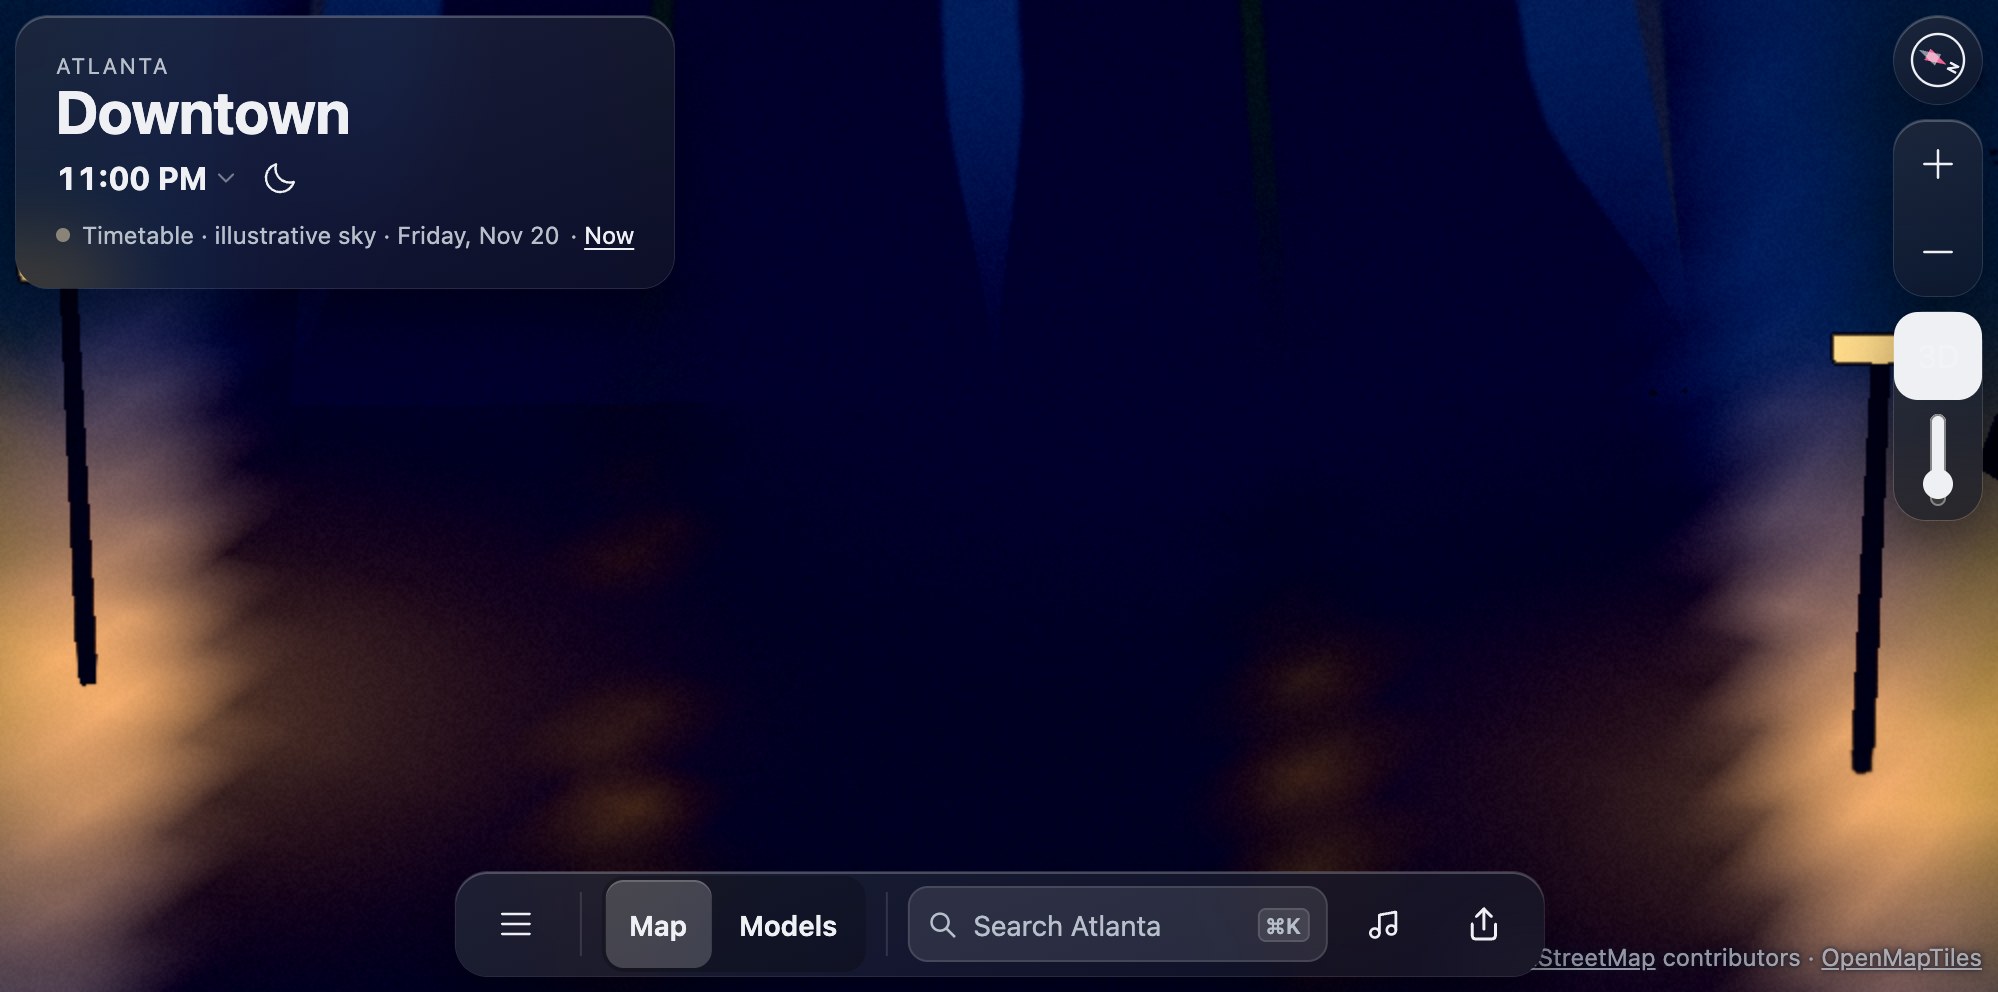 ATLANTA
Downtown
11:00 PM
Timetable · illustrative sky · Friday, Nov 20 · Now
N
3D
Map
Models
Search Atlanta
⌘K
StreetMap contributors · OpenMapTiles